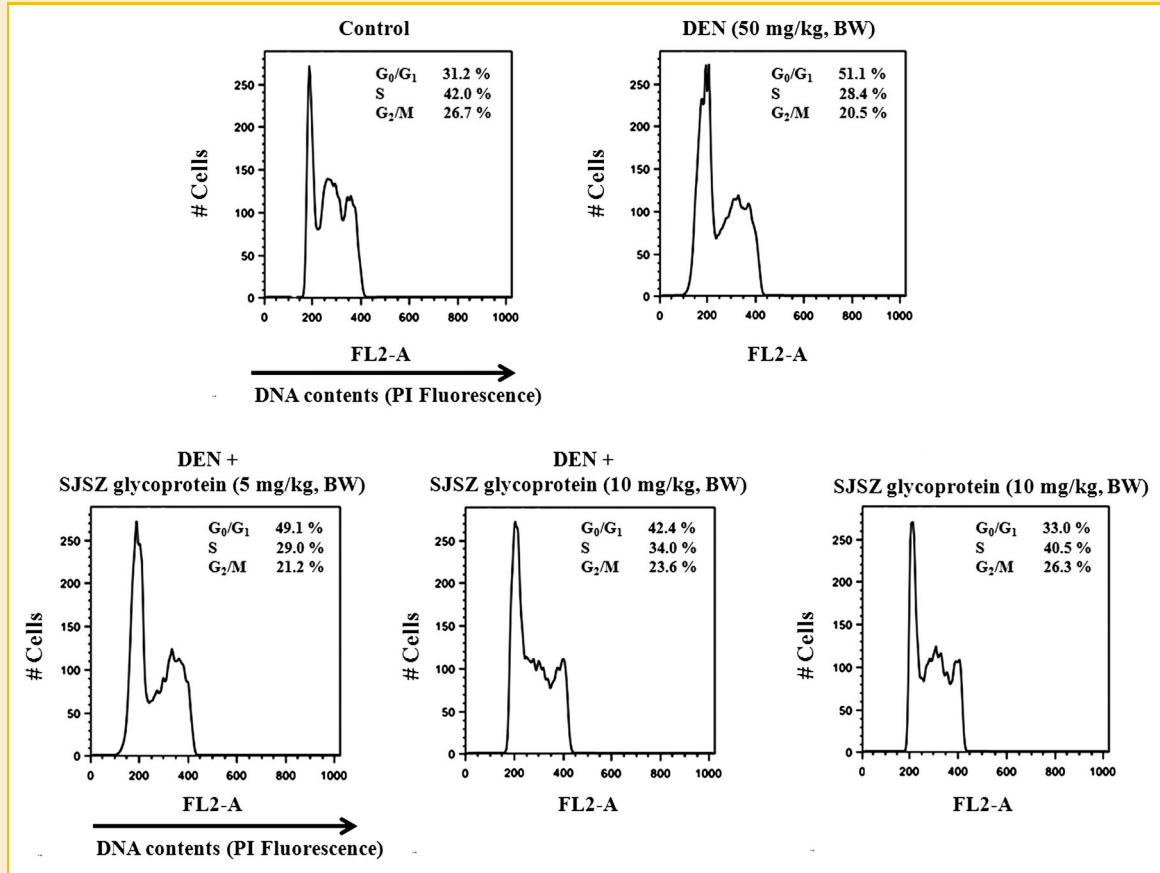 Control
G0/G1 31.2 %
S 42.0 %
G2/M 26.7 %
# Cells
250
200
150
100
50
0
0 200 400 600 800 1000
FL2-A
DNA contents (PI Fluorescence)
DEN (50 mg/kg, BW)
G0/G1 51.1 %
S 28.4 %
G2/M 20.5 %
# Cells
250
200
150
100
50
0
0 200 400 600 800 1000
FL2-A
DEN +
SJSZ glycoprotein (5 mg/kg, BW)
G0/G1 49.1 %
S 29.0 %
G2/M 21.2 %
# Cells
250
200
150
100
50
0
0 200 400 600 800 1000
FL2-A
DNA contents (PI Fluorescence)
DEN +
SJSZ glycoprotein (10 mg/kg, BW)
G0/G1 42.4 %
S 34.0 %
G2/M 23.6 %
# Cells
250
200
150
100
50
0
0 200 400 600 800 1000
FL2-A
SJSZ glycoprotein (10 mg/kg, BW)
G0/G1 33.0 %
S 40.5 %
G2/M 26.3 %
# Cells
250
200
150
100
50
0
0 200 400 600 800 1000
FL2-A